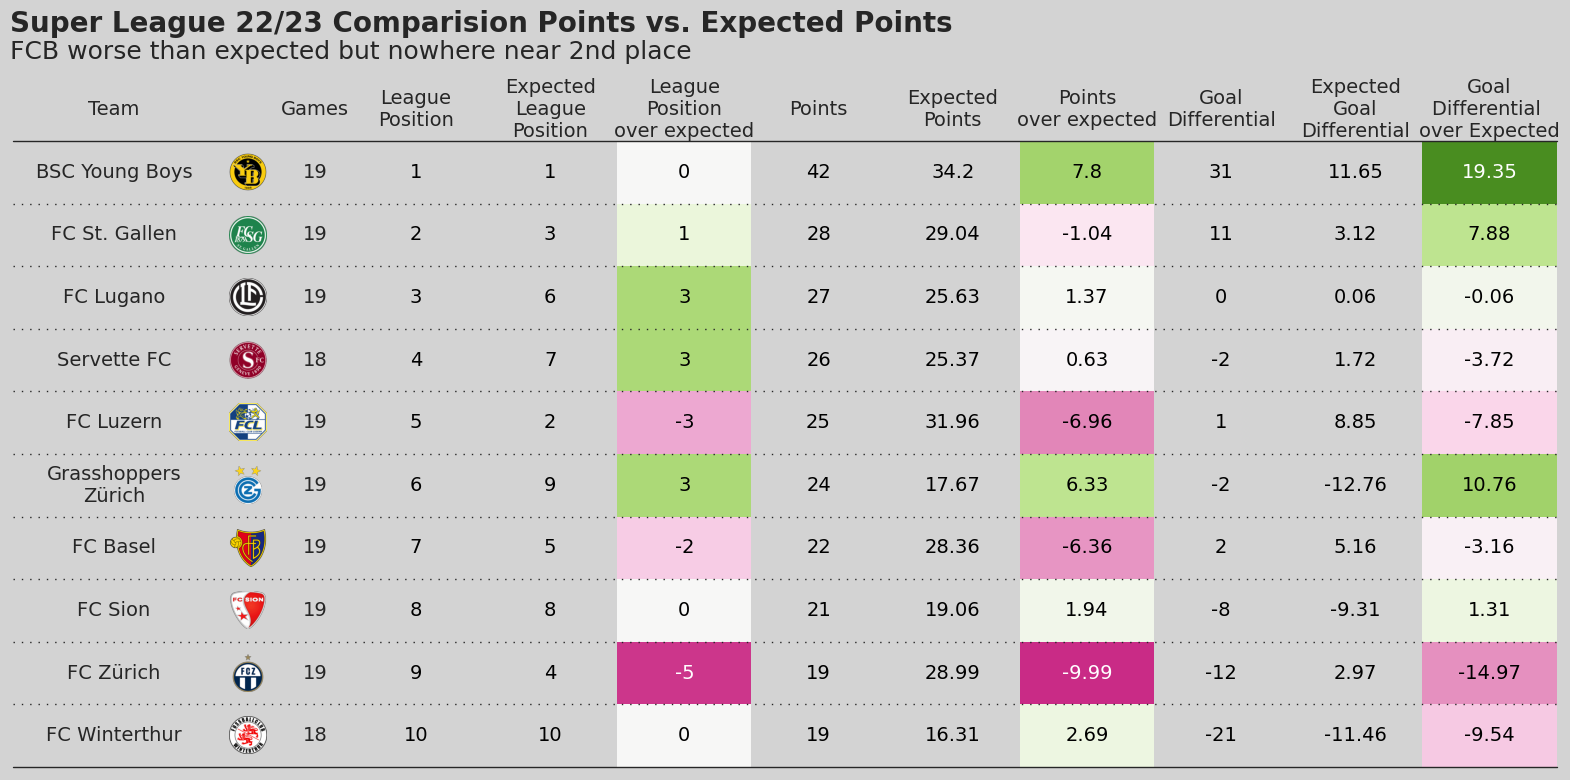 Super League 22/23 Comparision Points vs. Expected Points
FCB worse than expected but nowhere near 2nd place
Team Games League Position Expected League Position League Position over expected Points Expected Points Points over expected Goal Differential Expected Goal Differential Goal Differential over Expected
BSC Young Boys 19 1 1 0 42 34.2 7.8 31 11.65 19.35
FC St. Gallen 19 2 3 1 28 29.04 -1.04 11 3.12 7.88
FC Lugano 19 3 6 3 27 25.63 1.37 0 0.06 -0.06
Servette FC 18 4 7 3 26 25.37 0.63 -2 1.72 -3.72
FC Luzern 19 5 2 -3 25 31.96 -6.96 1 8.85 -7.85
Grasshoppers Zürich 19 6 9 3 24 17.67 6.33 -2 -12.76 10.76
FC Basel 19 7 5 -2 22 28.36 -6.36 2 5.16 -3.16
FC Sion 19 8 8 0 21 19.06 1.94 -8 -9.31 1.31
FC Zürich 19 9 4 -5 19 28.99 -9.99 -12 2.97 -14.97
FC Winterthur 18 10 10 0 19 16.31 2.69 -21 -11.46 -9.54